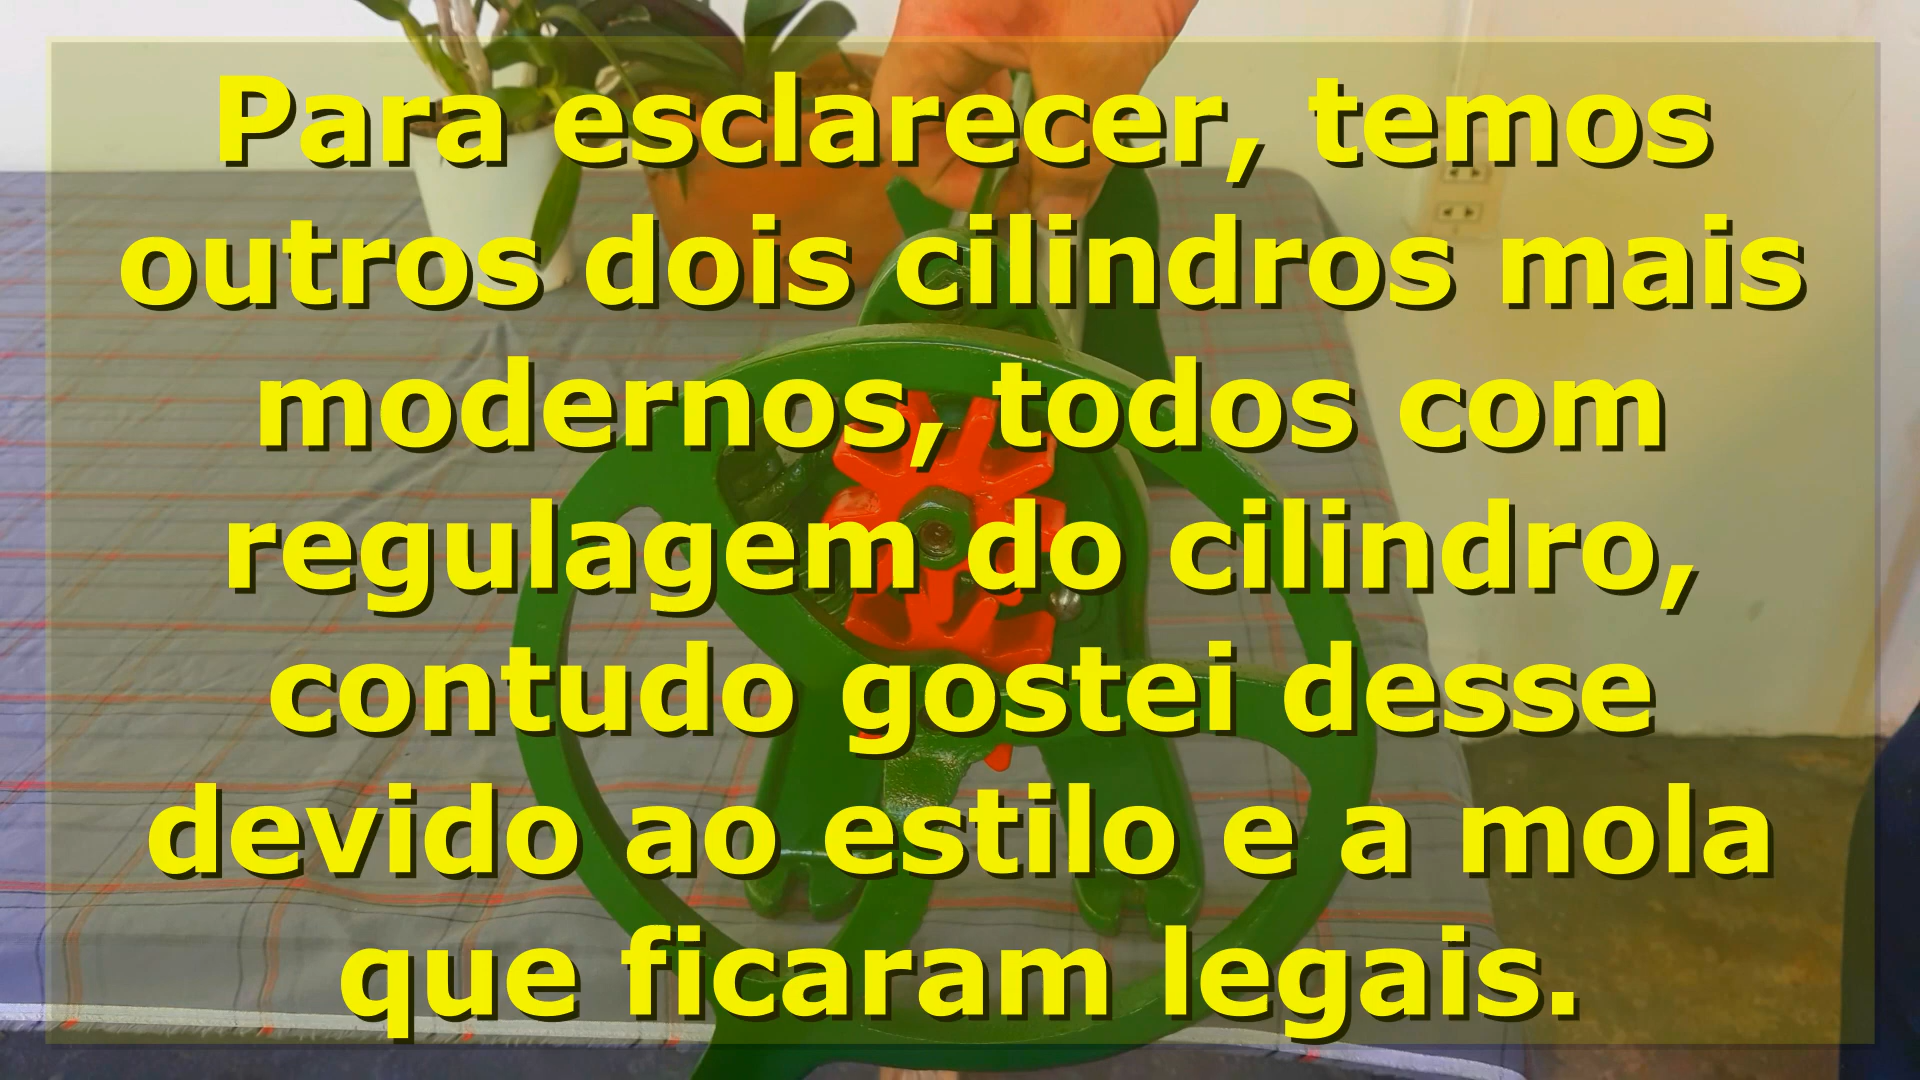 Para esclarecer, temos
outros dois cilindros mais
modernos, todos com
regulagem do cilindro,
contudo gostei desse
devido ao estilo e a mola
que ficaram legais.